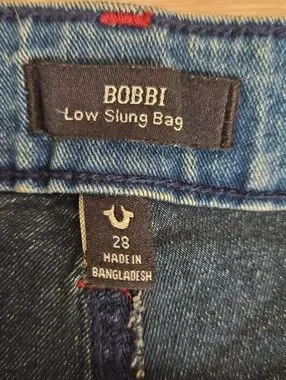 BOBBI
Low Slung Bag
28
MADE IN
BANGLADESH